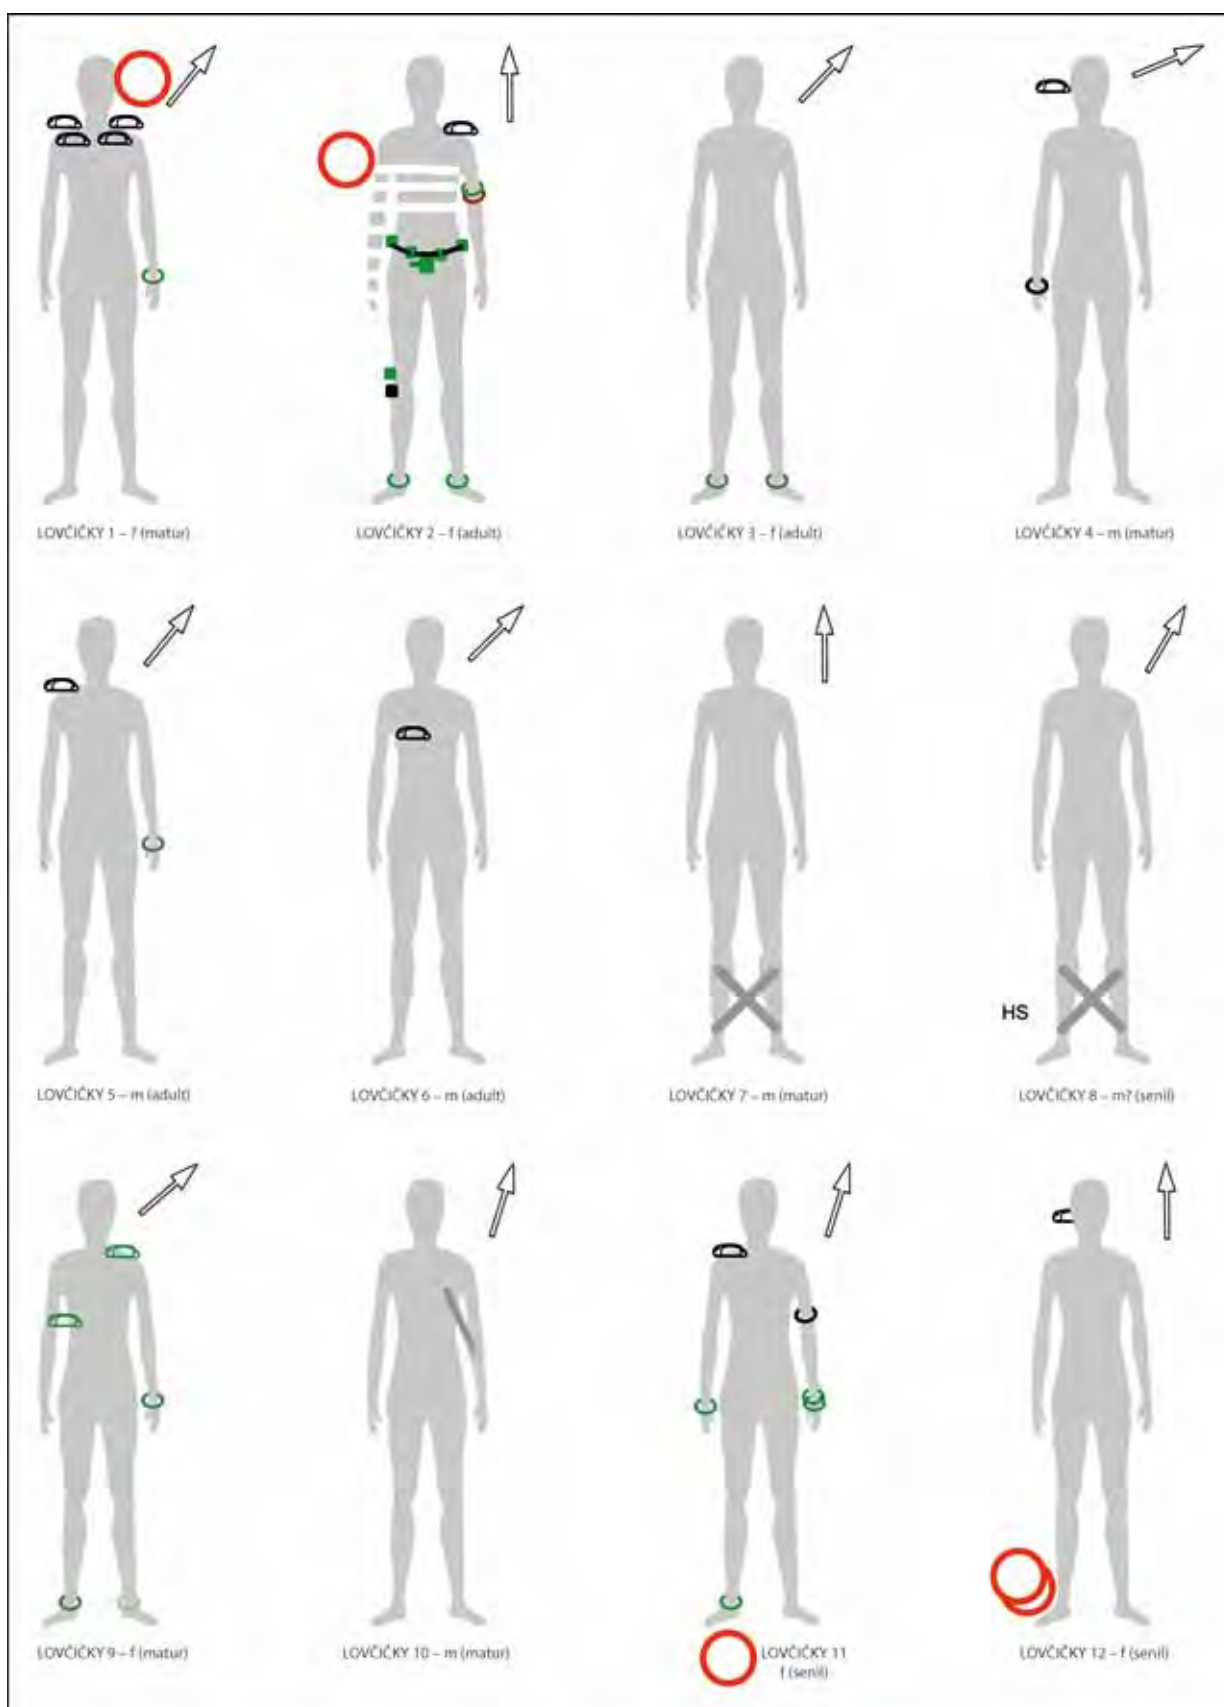 LOVČIČKY 1 – ? (matur)
LOVČIČKY 2 – f (adult)
LOVČIČKY 3 – f (adult)
LOVČIČKY 4 – m (matur)
LOVČIČKY 5 – m (adult)
LOVČIČKY 6 – m (adult)
LOVČIČKY 7 – m (matur)
HS
LOVČIČKY 8 – m? (senil)
LOVČIČKY 9 – f (matur)
LOVČIČKY 10 – m (matur)
LOVČIČKY 11
f (senil)
LOVČIČKY 12 – f (senil)